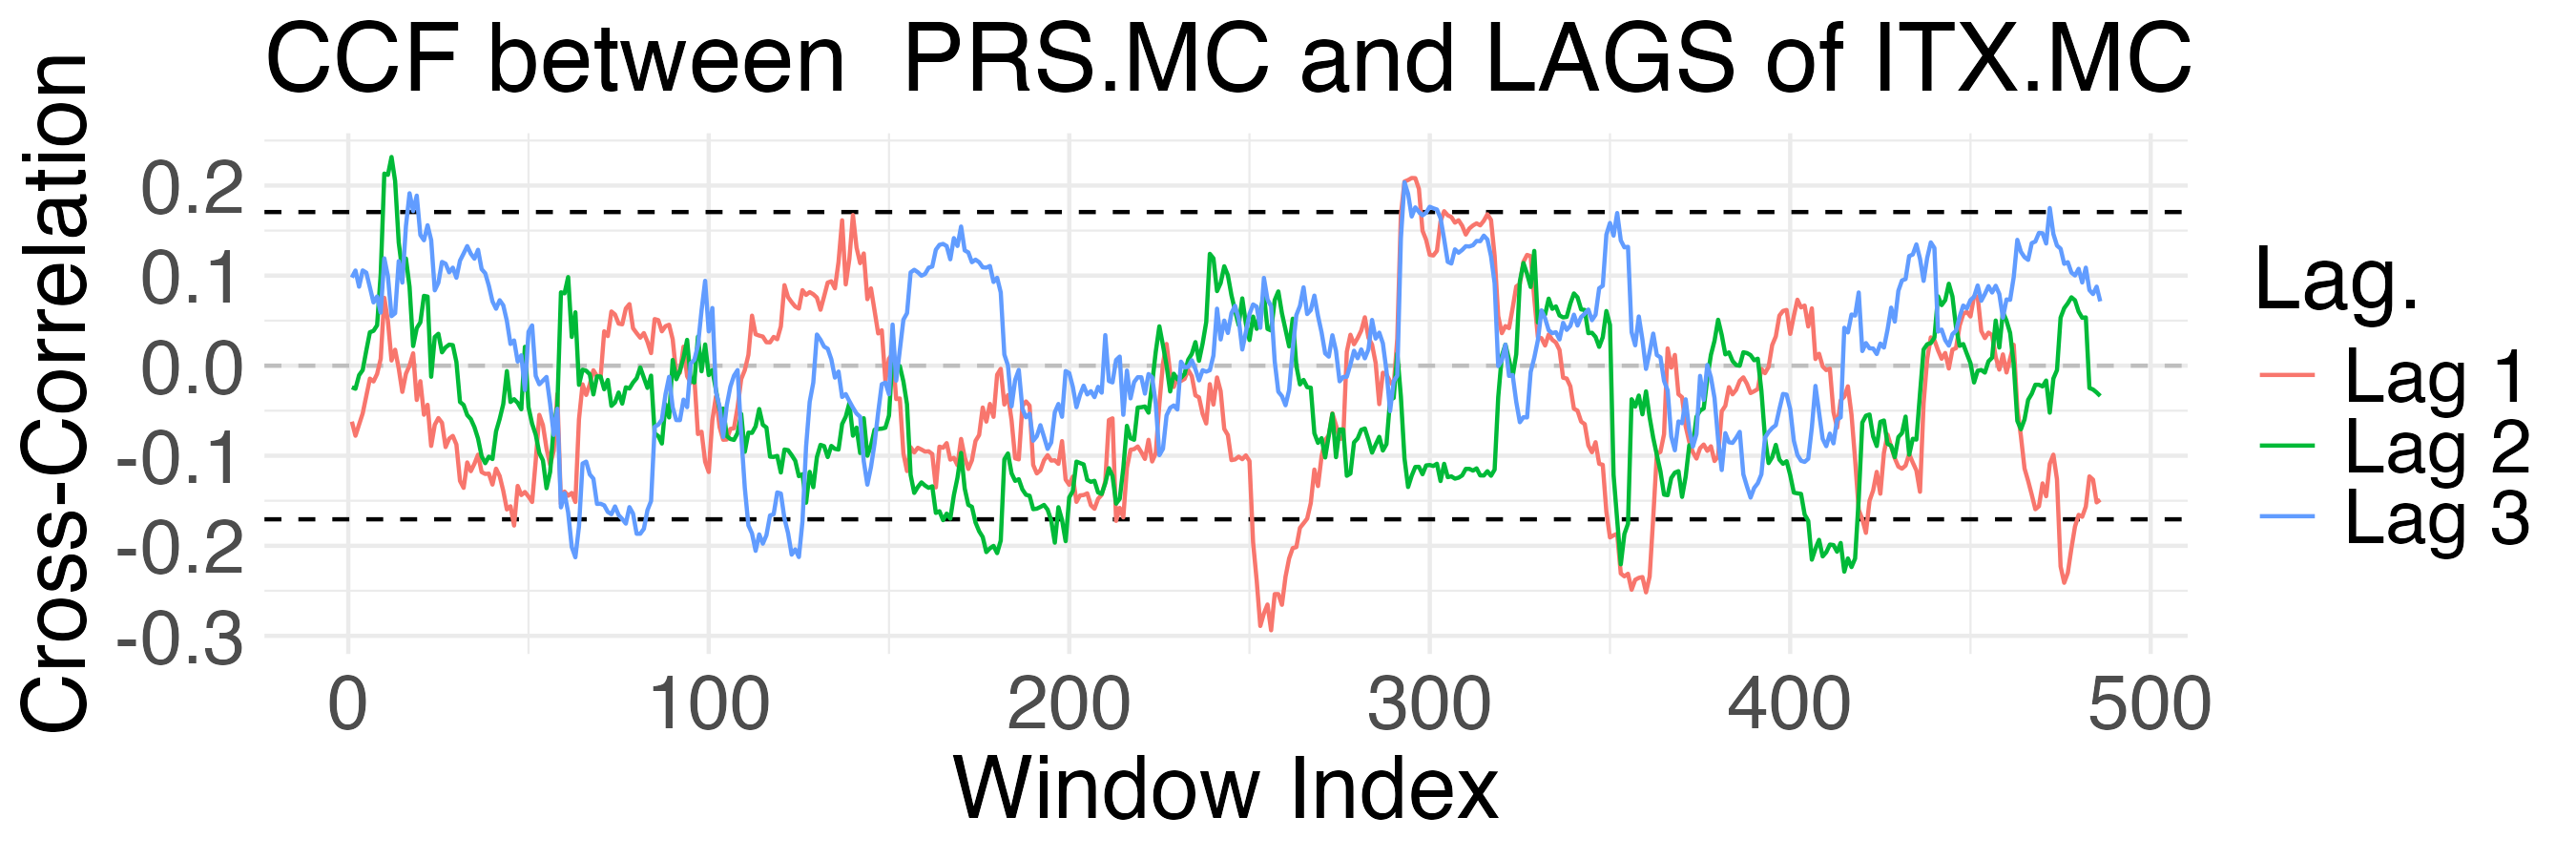 CCF between  PRS.MC and LAGS of ITX.MC
Cross-Correlation
0.2
0.1
0.0
-0.1
-0.2
-0.3
0 100 200 300 400 500
Window Index
Lag.
Lag 1
Lag 2
Lag 3